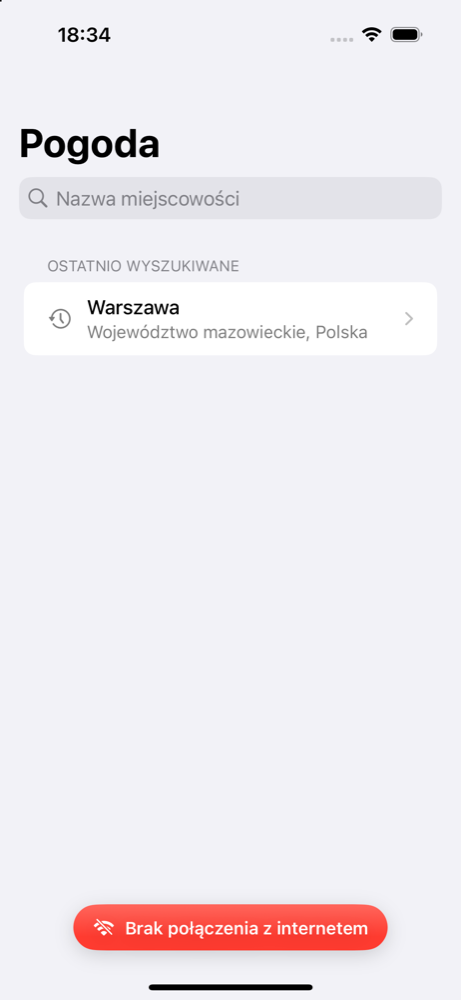 18:34
Pogoda
Nazwa miejscowości
OSTATNIO WYSZUKIWANE
Warszawa
Województwo mazowieckie, Polska
Brak połączenia z internetem